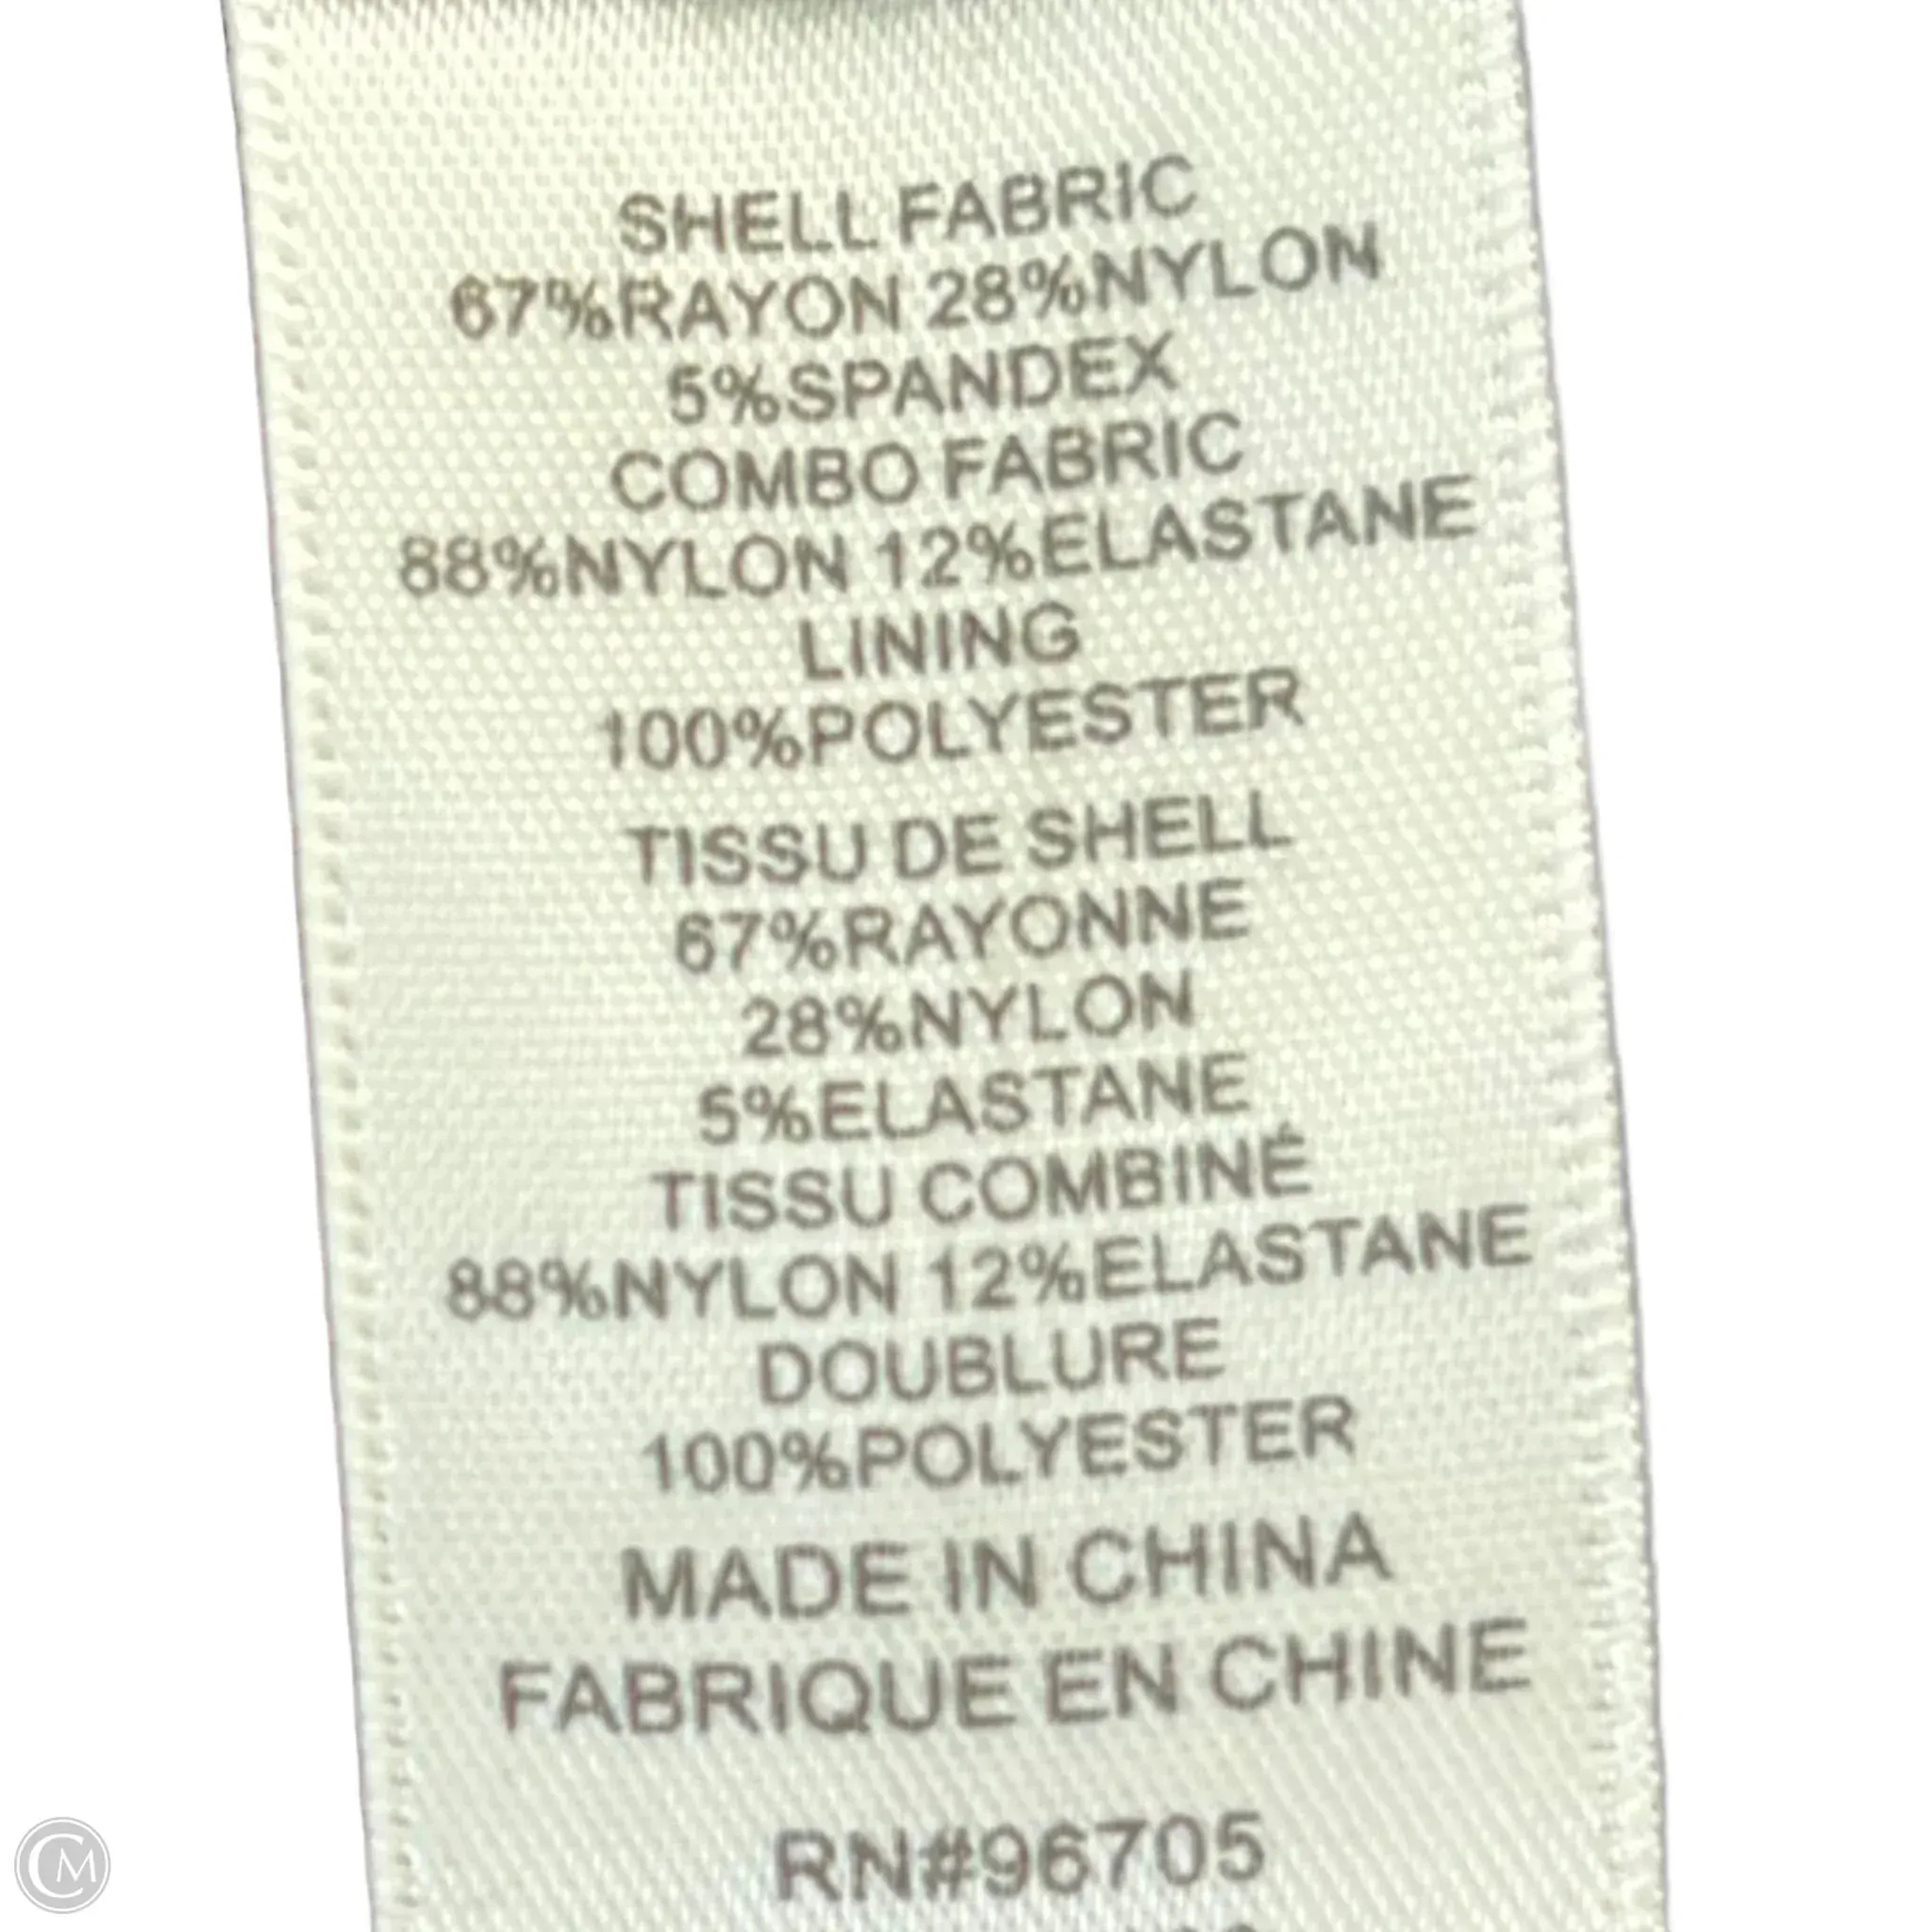 SHELL FABRIC
67%RAYON 28%NYLON
5%SPANDEX
COMBO FABRIC
88%NYLON 12%ELASTANE
LINING
100%POLYESTER
TISSU DE SHELL
67%RAYONNE
28%NYLON
5%ELASTANE
TISSU COMBINÉ
88%NYLON 12%ELASTANE
DOUBLURE
100%POLYESTER
MADE IN CHINA
FABRIQUE EN CHINE
RN#96705
CM